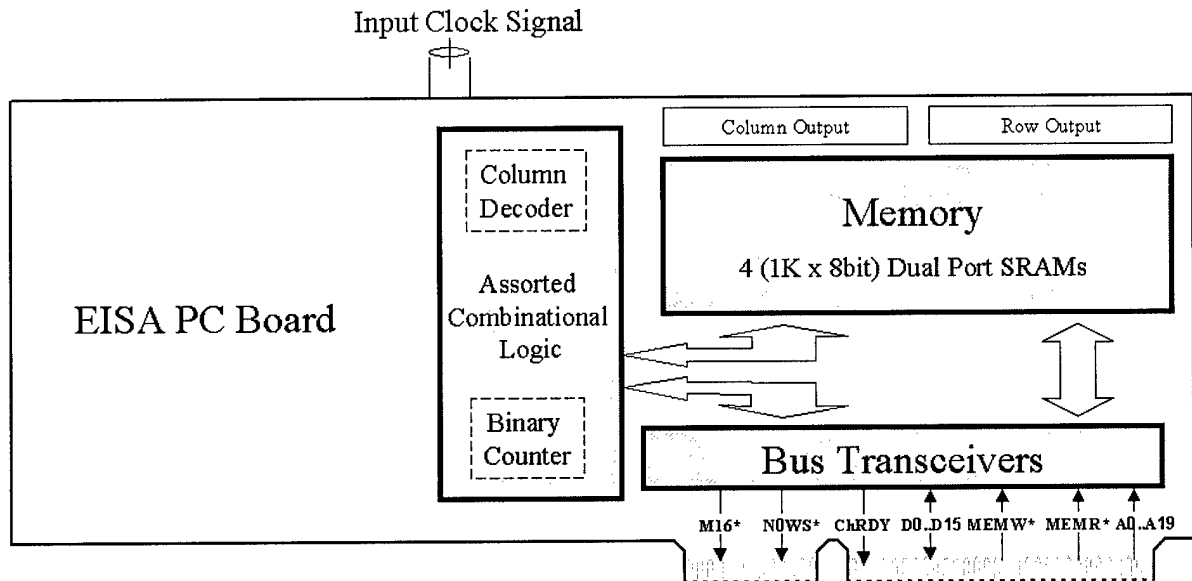 Input Clock Signal
Column Output
Row Output
Column
Decoder
Memory
4 (1K x 8bit) Dual Port SRAMs
Assorted
Combinational
Logic
EISA PC Board
Binary
Counter
Bus Transceivers
M16* N0WS* ChRDY D0..D15 MEMW* MEMR* A0..A19